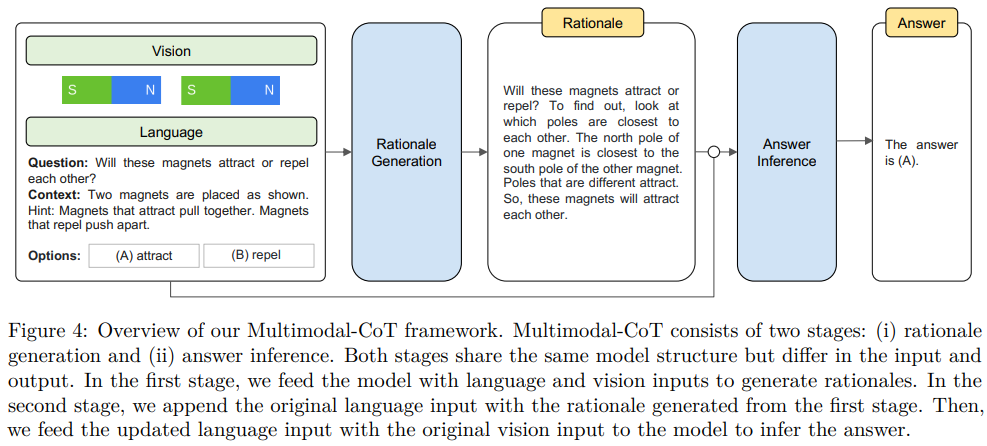 Vision
S N S N
Language
Question: Will these magnets attract or repel
each other?
Context: Two magnets are placed as shown.
Hint: Magnets that attract pull together. Magnets
that repel push apart.
Options: (A) attract (B) repel
Rationale
Generation
Rationale
Will these magnets attract or
repel? To find out, look at
which poles are closest to
each other. The north pole of
one magnet is closest to the
south pole of the other magnet.
Poles that are different attract.
So, these magnets will attract
each other.
Answer
Inference
Answer
The answer
is (A).
Figure 4: Overview of our Multimodal-CoT framework. Multimodal-CoT consists of two stages: (i) rationale
generation and (ii) answer inference. Both stages share the same model structure but differ in the input and
output. In the first stage, we feed the model with language and vision inputs to generate rationales. In the
second stage, we append the original language input with the rationale generated from the first stage. Then,
we feed the updated language input with the original vision input to the model to infer the answer.